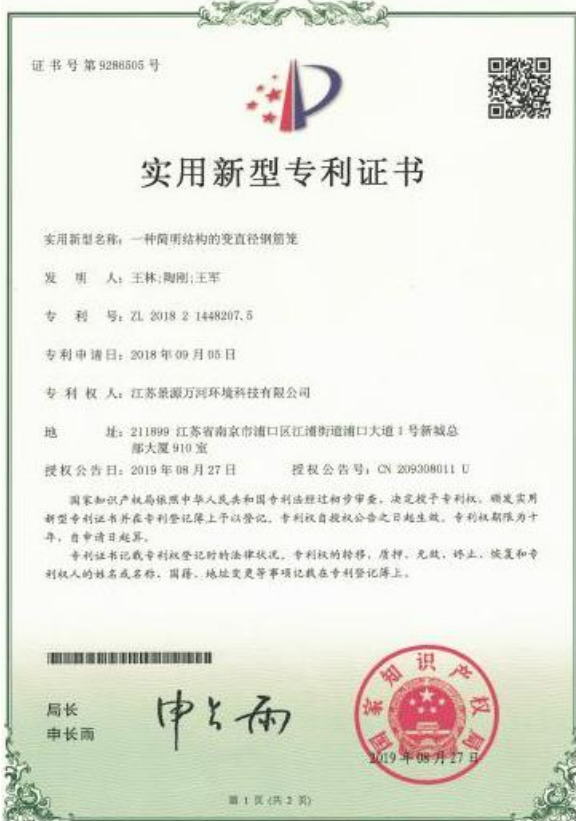 证书号第9286505号
实用新型专利证书
实用新型名称：一种简明结构的变直径钢筋笼
发明人：王林;陶刚;王军
专利号：ZL 2018 2 1448207.5
专利申请日：2018年09月05日
专利权人：江苏景源万河环境科技有限公司
地址：211899 江苏省南京市浦口区江浦街道浦口大道1号新城总
部大厦910室
授权公告日：2019年08月27日 授权公告号：CN 209308011 U
国家知识产权局依照中华人民共和国专利法经过初步审查，决定授予专利权，颁发实用
新型专利证书并在专利登记簿上予以登记。专利权自授权公告之日起生效。专利权期限为十
年，自申请日起算。
专利证书记载专利权登记时的法律状况。专利权的转移、质押、无效、终止、恢复和专
利权人的姓名或名称、国籍、地址变更等事项记载在专利登记簿上。
局长
申长雨
申长雨
国家知识产权局
2019年08月27日
第1页(共2页)